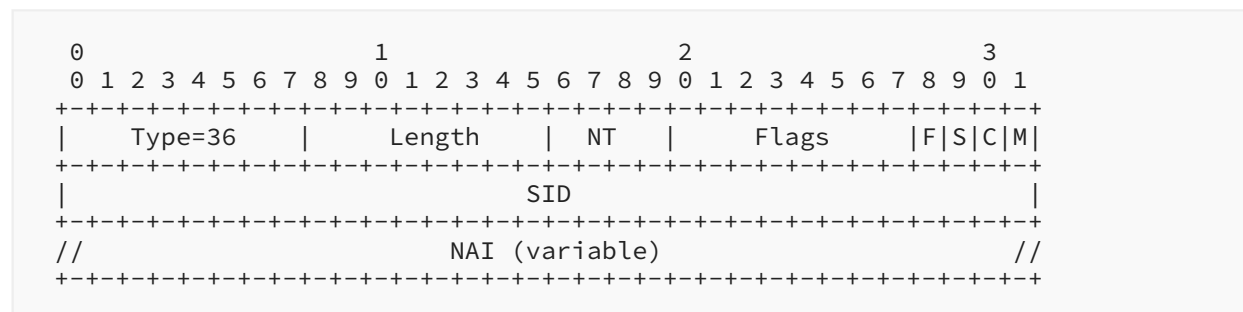 0                   1                   2                   3
 0 1 2 3 4 5 6 7 8 9 0 1 2 3 4 5 6 7 8 9 0 1 2 3 4 5 6 7 8 9 0 1
+-+-+-+-+-+-+-+-+-+-+-+-+-+-+-+-+-+-+-+-+-+-+-+-+-+-+-+-+-+-+-+-+
|    Type=36    |     Length    |  NT   |     Flags     |F|S|C|M|
+-+-+-+-+-+-+-+-+-+-+-+-+-+-+-+-+-+-+-+-+-+-+-+-+-+-+-+-+-+-+-+-+
|                              SID                              |
+-+-+-+-+-+-+-+-+-+-+-+-+-+-+-+-+-+-+-+-+-+-+-+-+-+-+-+-+-+-+-+-+
//                        NAI (variable)                       //
+-+-+-+-+-+-+-+-+-+-+-+-+-+-+-+-+-+-+-+-+-+-+-+-+-+-+-+-+-+-+-+-+